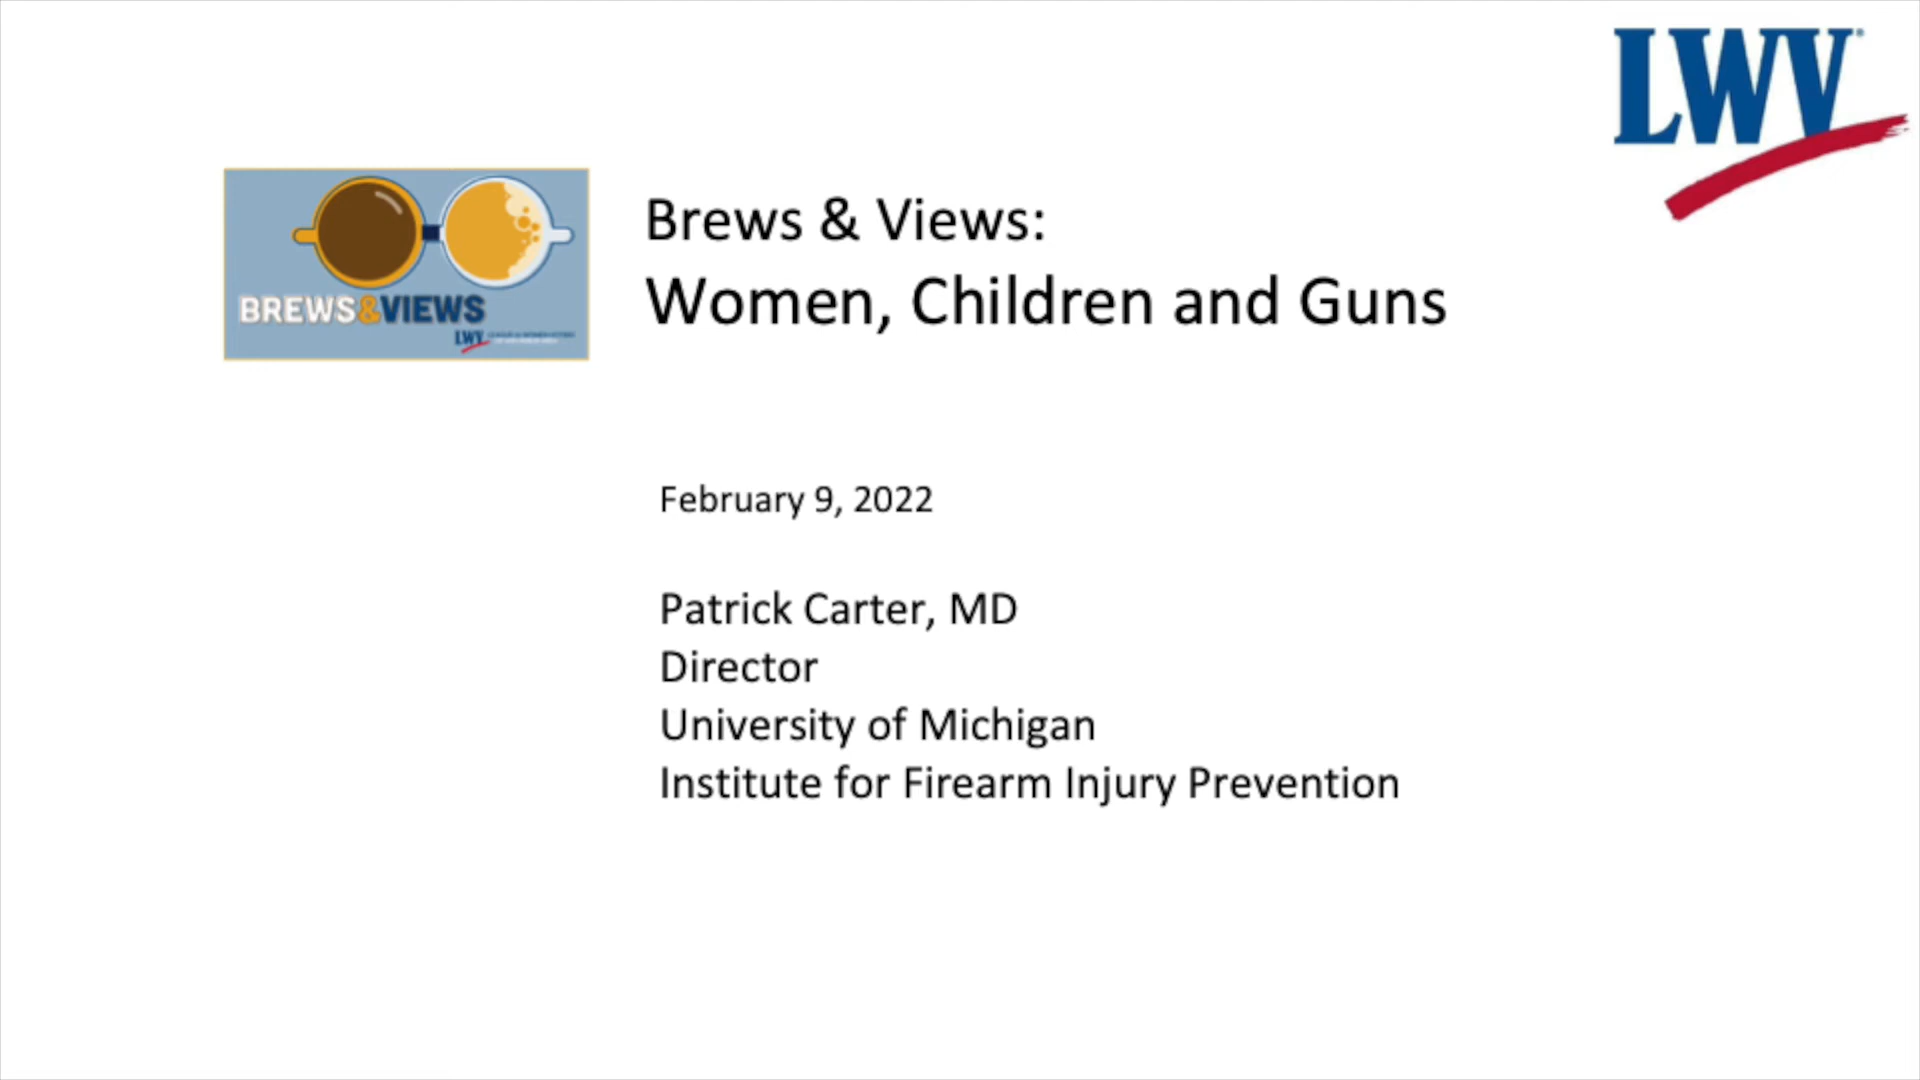 LWV
Brews & Views:
Women, Children and Guns
BREWS&VIEWS
LWV
February 9, 2022
Patrick Carter, MD
Director
University of Michigan
Institute for Firearm Injury Prevention